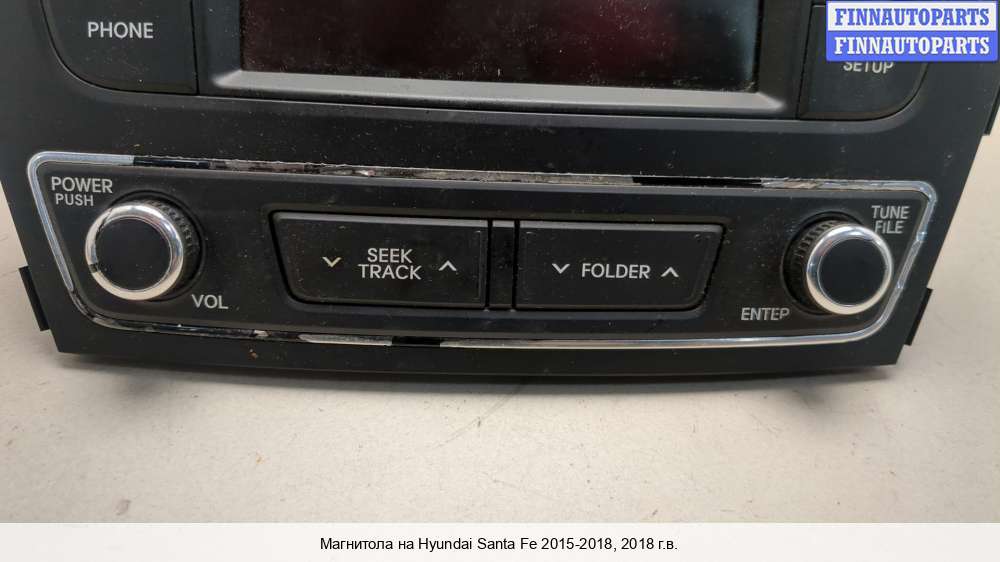 FINNAUTOPARTS
FINNAUTOPARTS
PHONE
SETUP
POWER
PUSH
VOL
SEEK
TRACK
FOLDER
TUNE
FILE
ENTEP
Магнитола на Hyundai Santa Fe 2015-2018, 2018 г.в.